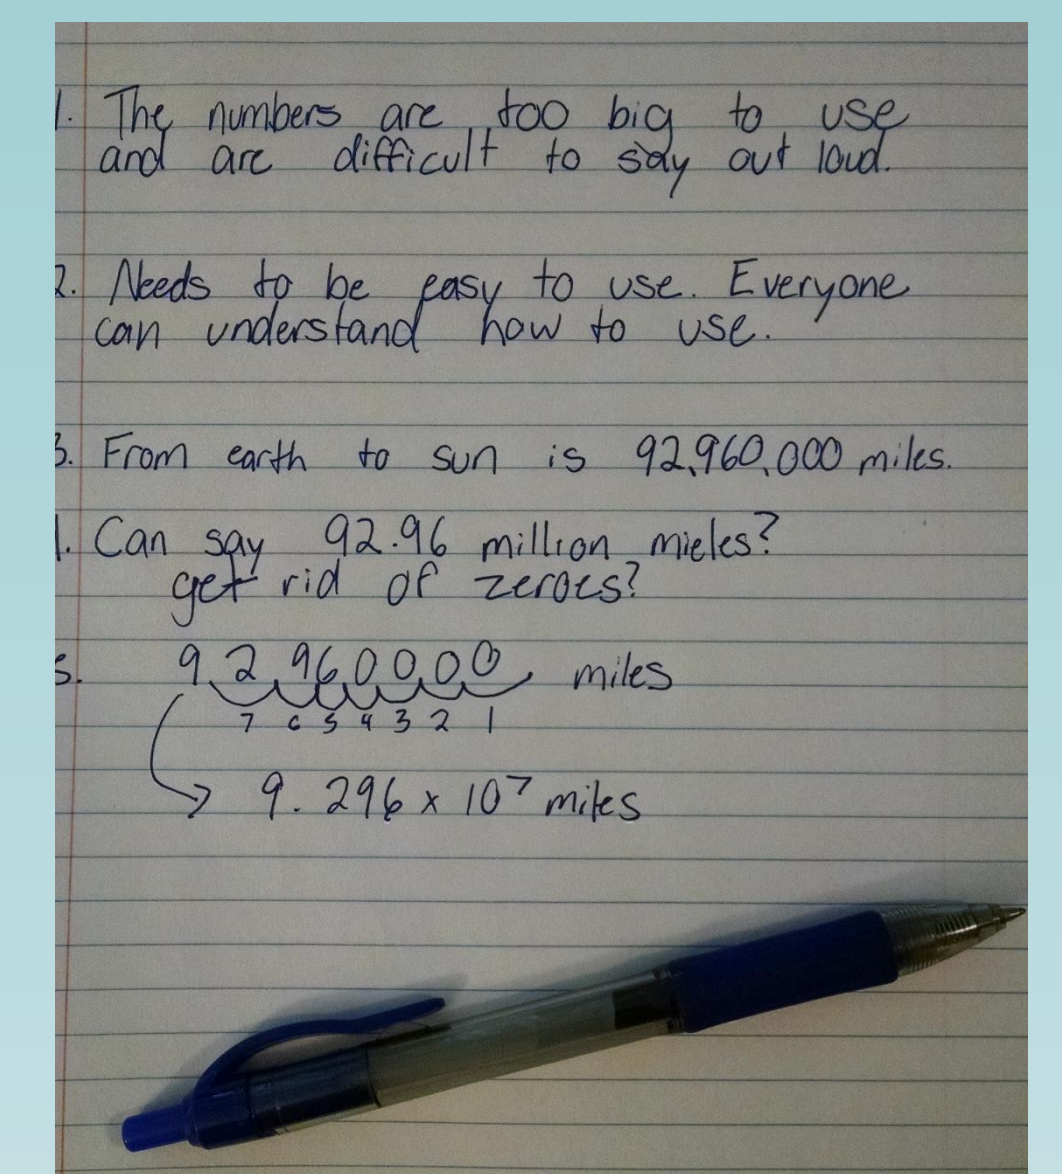 1. The numbers are too big to use
and are difficult to say out loud.
2. Needs to be easy to use. Everyone
can understand how to use.
3. From earth to sun is 92,960,000 miles.
4. Can say 92.96 million mieles?
get rid of zeroes?
5. 92960000 miles
7 6 5 4 3 2 1
9.296 x 10⁷ miles